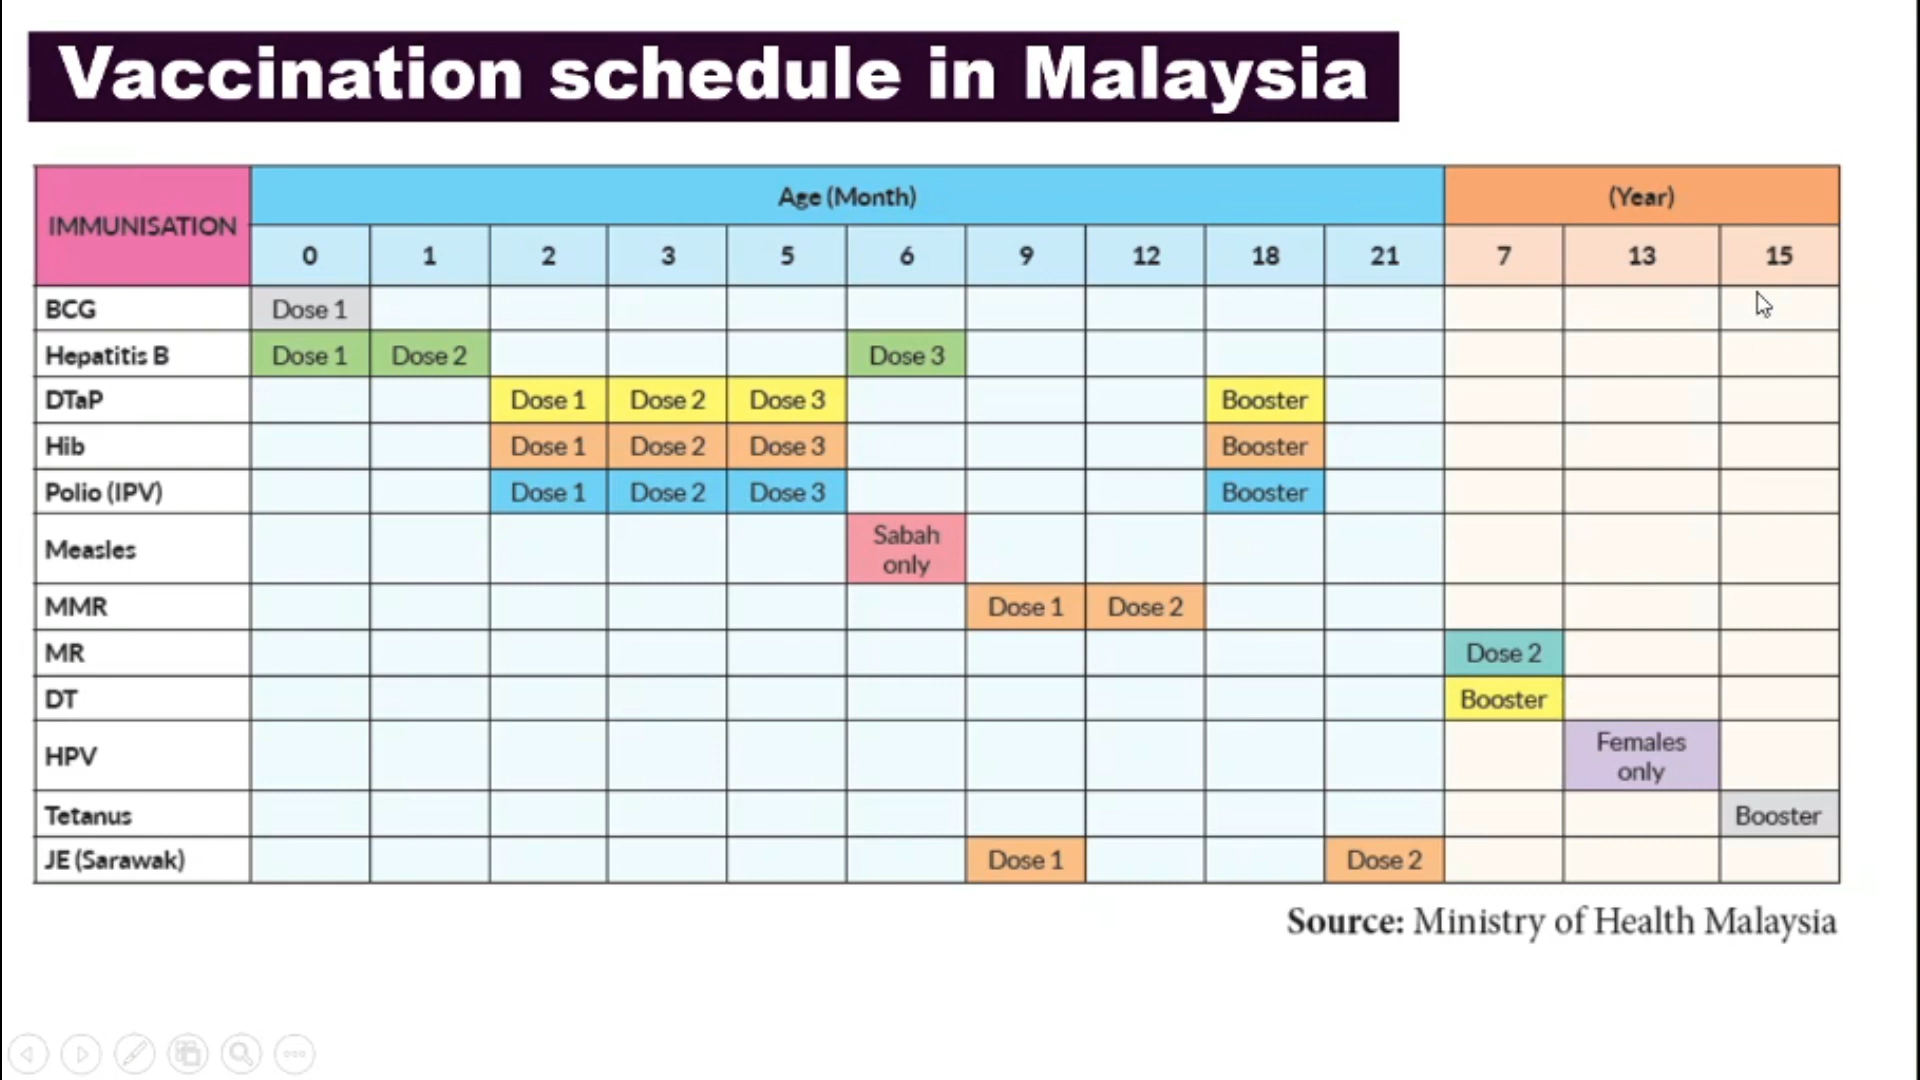 Vaccination schedule in Malaysia
IMMUNISATION Age (Month) (Year)
0 1 2 3 5 6 9 12 18 21 7 13 15
BCG Dose 1
Hepatitis B Dose 1 Dose 2 Dose 3
DTaP Dose 1 Dose 2 Dose 3 Booster
Hib Dose 1 Dose 2 Dose 3 Booster
Polio (IPV) Dose 1 Dose 2 Dose 3 Booster
Measles Sabah only
MMR Dose 1 Dose 2
MR Dose 2
DT Booster
HPV Females only
Tetanus Booster
JE (Sarawak) Dose 1 Dose 2
Source: Ministry of Health Malaysia